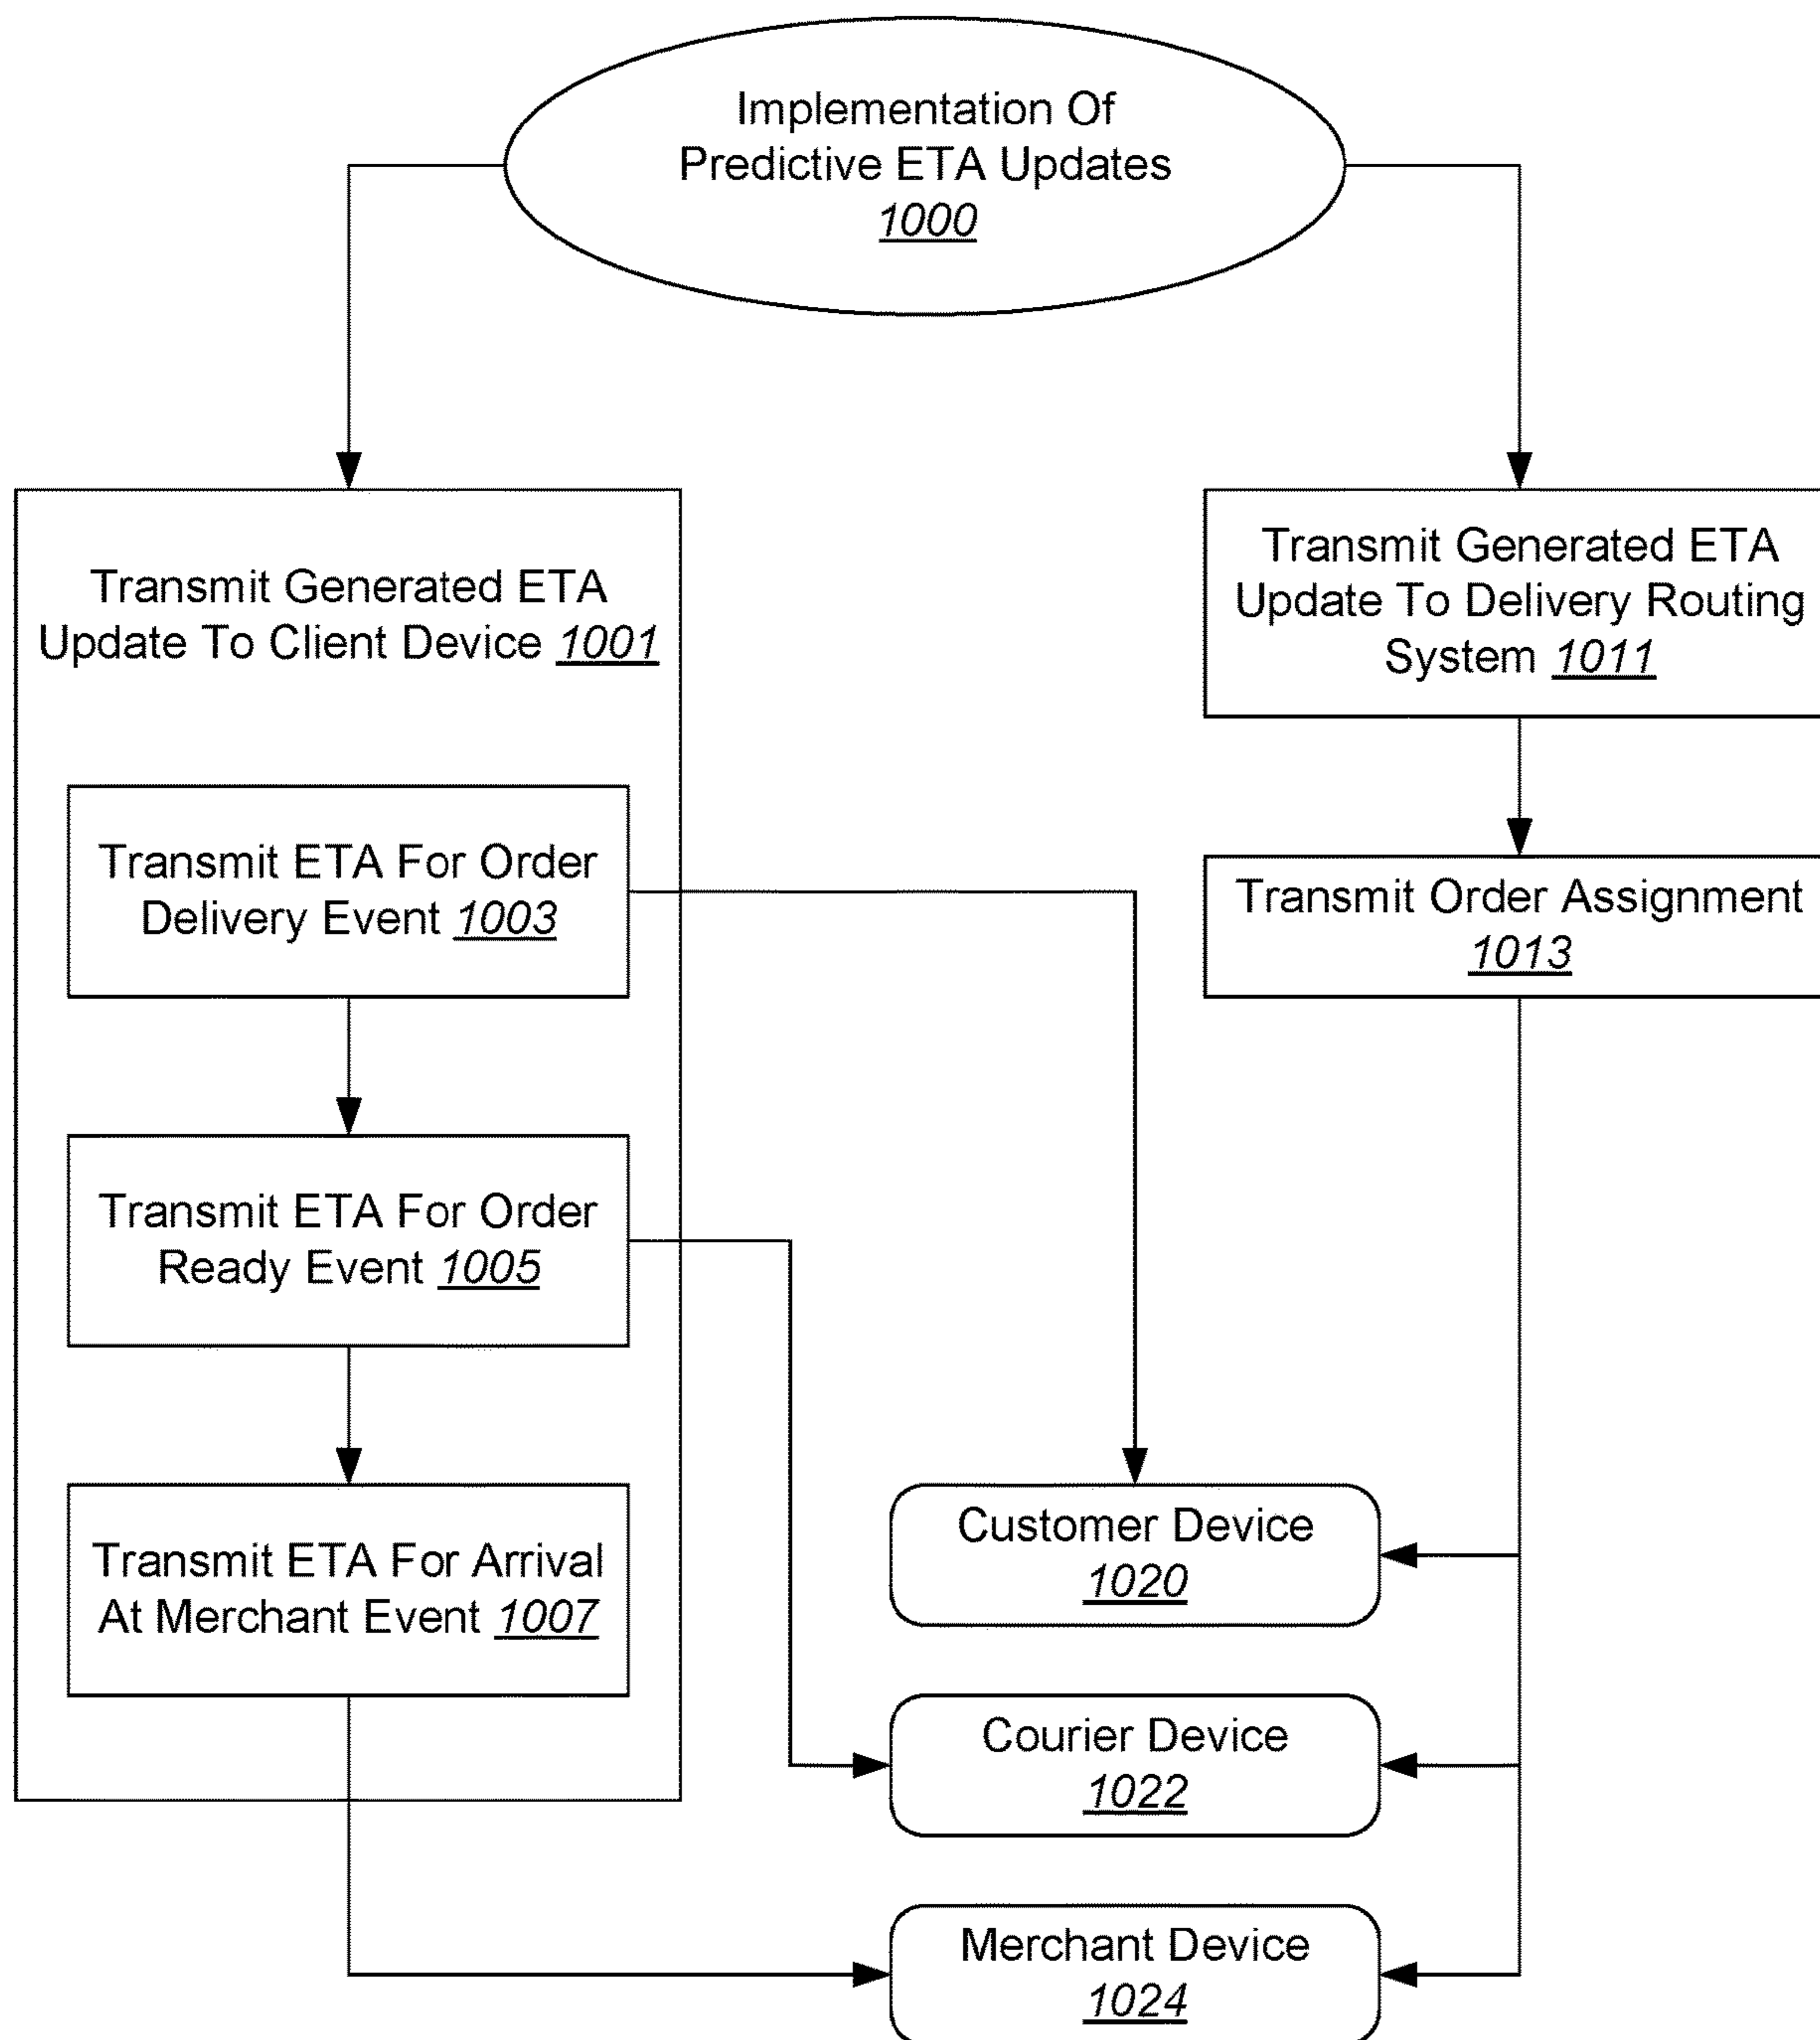 Implementation Of
Predictive ETA Updates
1000
Transmit Generated ETA
Update To Client Device 1001
Transmit Generated ETA
Update To Delivery Routing
System 1011
Transmit ETA For Order
Delivery Event 1003
Transmit Order Assignment
1013
Transmit ETA For Order
Ready Event 1005
Transmit ETA For Arrival
At Merchant Event 1007
Customer Device
1020
Courier Device
1022
Merchant Device
1024